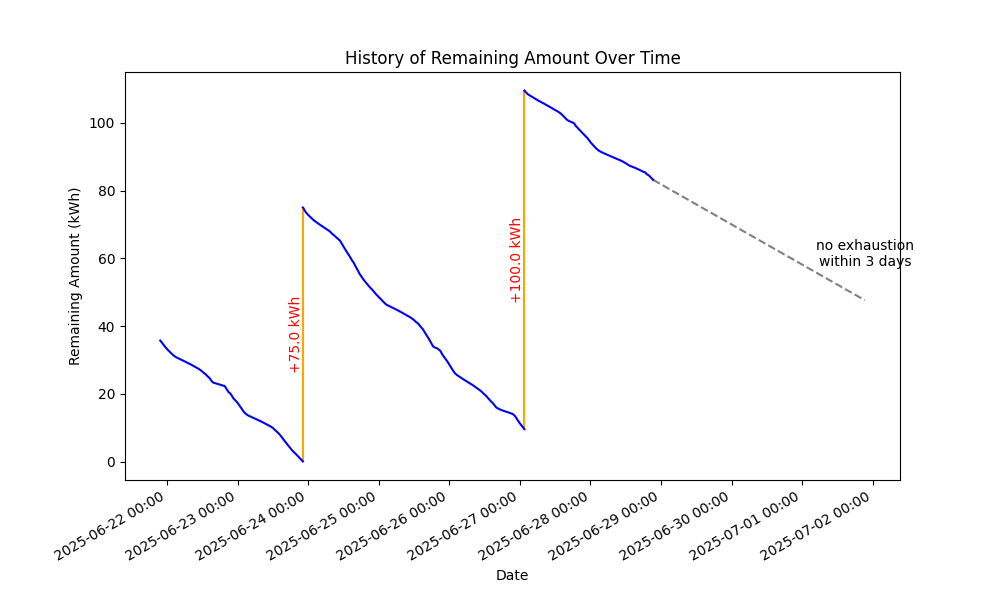 History of Remaining Amount Over Time
Remaining Amount (kWh)
100
80
60
40
20
0
+75.0 kWh
+100.0 kWh
no exhaustion
within 3 days
2025-06-22 00:00
2025-06-23 00:00
2025-06-24 00:00
2025-06-25 00:00
2025-06-26 00:00
2025-06-27 00:00
2025-06-28 00:00
2025-06-29 00:00
2025-06-30 00:00
2025-07-01 00:00
2025-07-02 00:00
Date